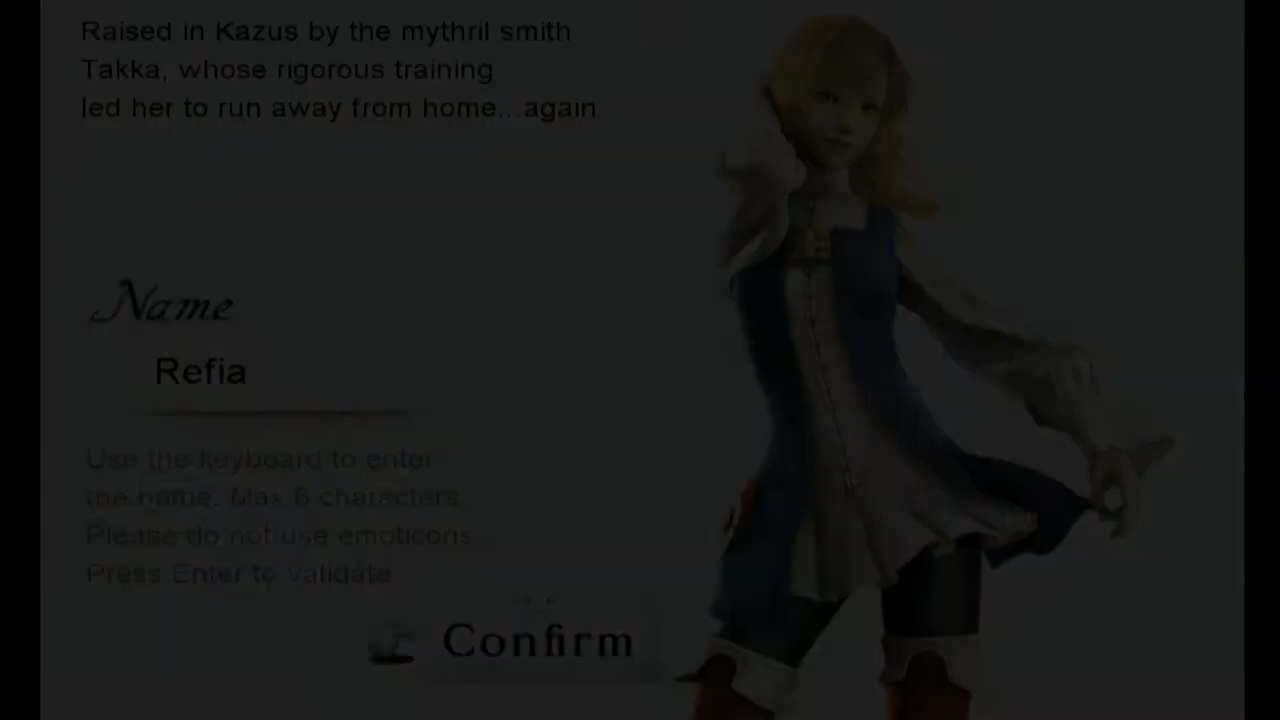 Raised in Kazus by the mythril smith
Takka, whose rigorous training
led her to run away from home...again
Name
Refia
Use the keyboard to enter
the name. Max 6 characters.
Please do not use emoticons.
Press Enter to validate.
Confirm